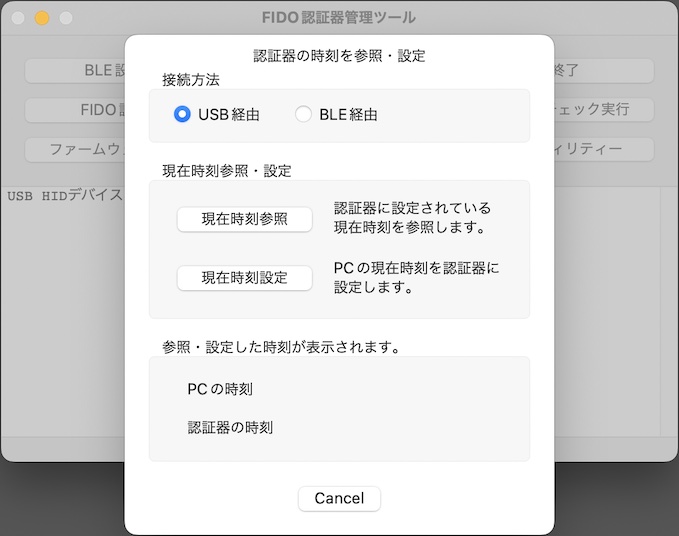 FIDO認証器管理ツール
認証器の時刻を参照・設定
接続方法
USB経由 BLE経由
現在時刻参照・設定
現在時刻参照
認証器に設定されている
現在時刻を参照します。
現在時刻設定
PCの現在時刻を認証器に
設定します。
参照・設定した時刻が表示されます。
PCの時刻
認証器の時刻
Cancel
BLE設
終了
FIDO認
チェック実行
ファームウ
ィリティー
USB HIDデバイス